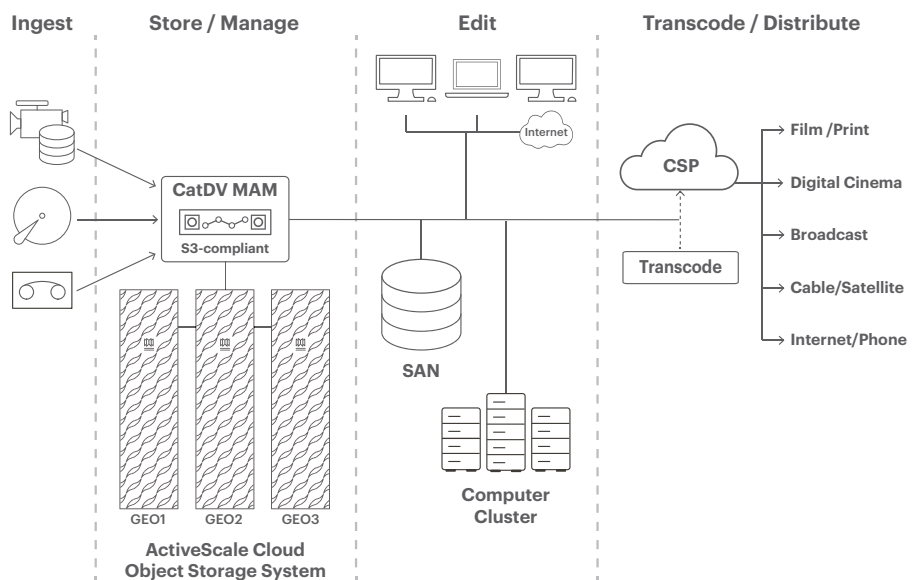 Ingest
Store / Manage
Edit
Transcode / Distribute
Internet
CatDV MAM
S3-compliant
CSP
Transcode
Film /Print
Digital Cinema
Broadcast
Cable/Satellite
Internet/Phone
SAN
Computer
Cluster
GEO1
GEO2
GEO3
ActiveScale Cloud
Object Storage System